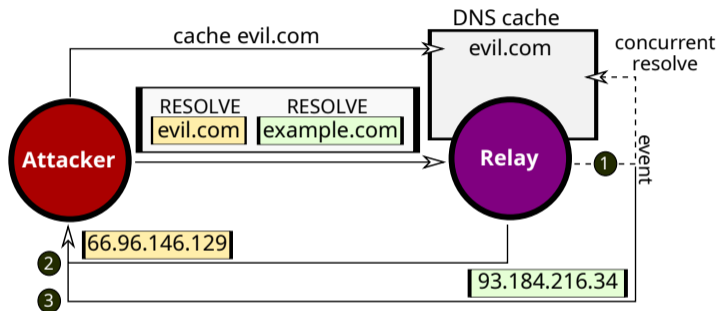 DNS cache
cache evil.com
evil.com
concurrent
resolve
RESOLVE RESOLVE
evil.com example.com
Attacker
Relay
1
event
66.96.146.129
2
93.184.216.34
3